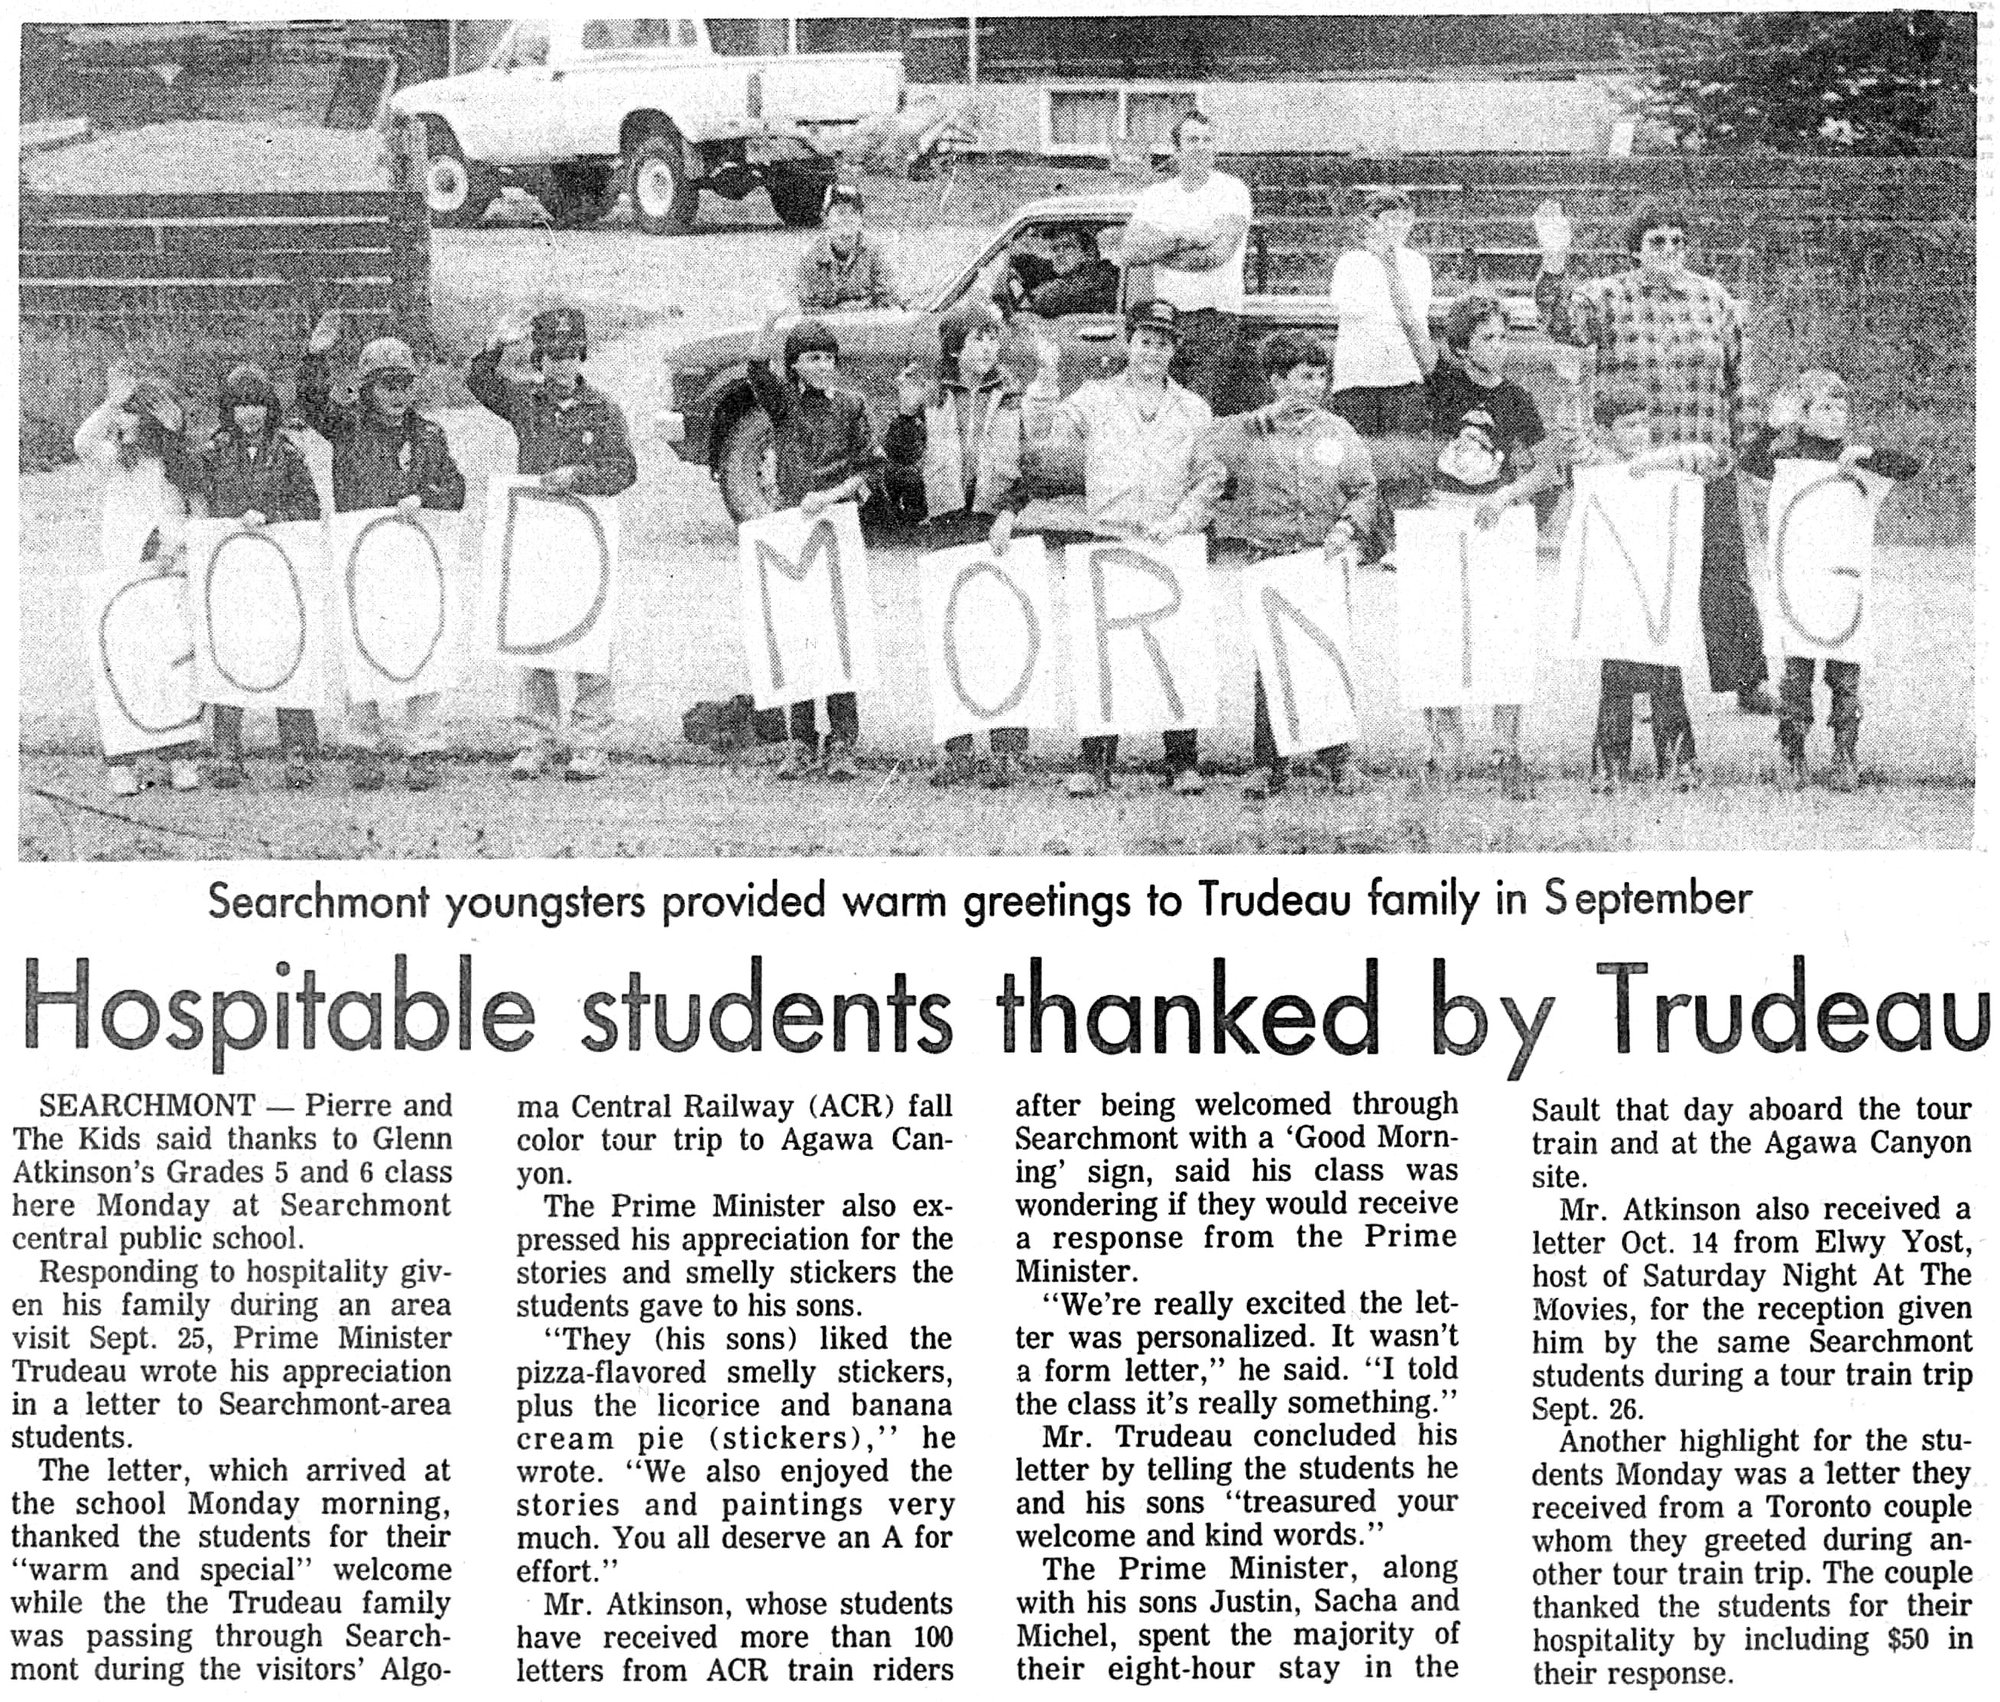 GOOD MORNING
Searchmont youngsters provided warm greetings to Trudeau family in September
Hospitable students thanked by Trudeau
SEARCHMONT — Pierre and
The Kids said thanks to Glenn
Atkinson's Grades 5 and 6 class
here Monday at Searchmont
central public school.
Responding to hospitality giv-
en his family during an area
visit Sept. 25, Prime Minister
Trudeau wrote his appreciation
in a letter to Searchmont-area
students.
The letter, which arrived at
the school Monday morning,
thanked the students for their
"warm and special" welcome
while the the Trudeau family
was passing through Search-
mont during the visitors' Algo-
ma Central Railway (ACR) fall
color tour trip to Agawa Can-
yon.
The Prime Minister also ex-
pressed his appreciation for the
stories and smelly stickers the
students gave to his sons.
"They (his sons) liked the
pizza-flavored smelly stickers,
plus the licorice and banana
cream pie (stickers)," he
wrote. "We also enjoyed the
stories and paintings very
much. You all deserve an A for
effort."
Mr. Atkinson, whose students
have received more than 100
letters from ACR train riders
after being welcomed through
Searchmont with a 'Good Morn-
ing' sign, said his class was
wondering if they would receive
a response from the Prime
Minister.
"We're really excited the let-
ter was personalized. It wasn't
a form letter," he said. "I told
the class it's really something."
Mr. Trudeau concluded his
letter by telling the students he
and his sons "treasured your
welcome and kind words."
The Prime Minister, along
with his sons Justin, Sacha and
Michel, spent the majority of
their eight-hour stay in the
Sault that day aboard the tour
train and at the Agawa Canyon
site.
Mr. Atkinson also received a
letter Oct. 14 from Elwy Yost,
host of Saturday Night At The
Movies, for the reception given
him by the same Searchmont
students during a tour train trip
Sept. 26.
Another highlight for the stu-
dents Monday was a letter they
received from a Toronto couple
whom they greeted during an-
other tour train trip. The couple
thanked the students for their
hospitality by including $50 in
their response.